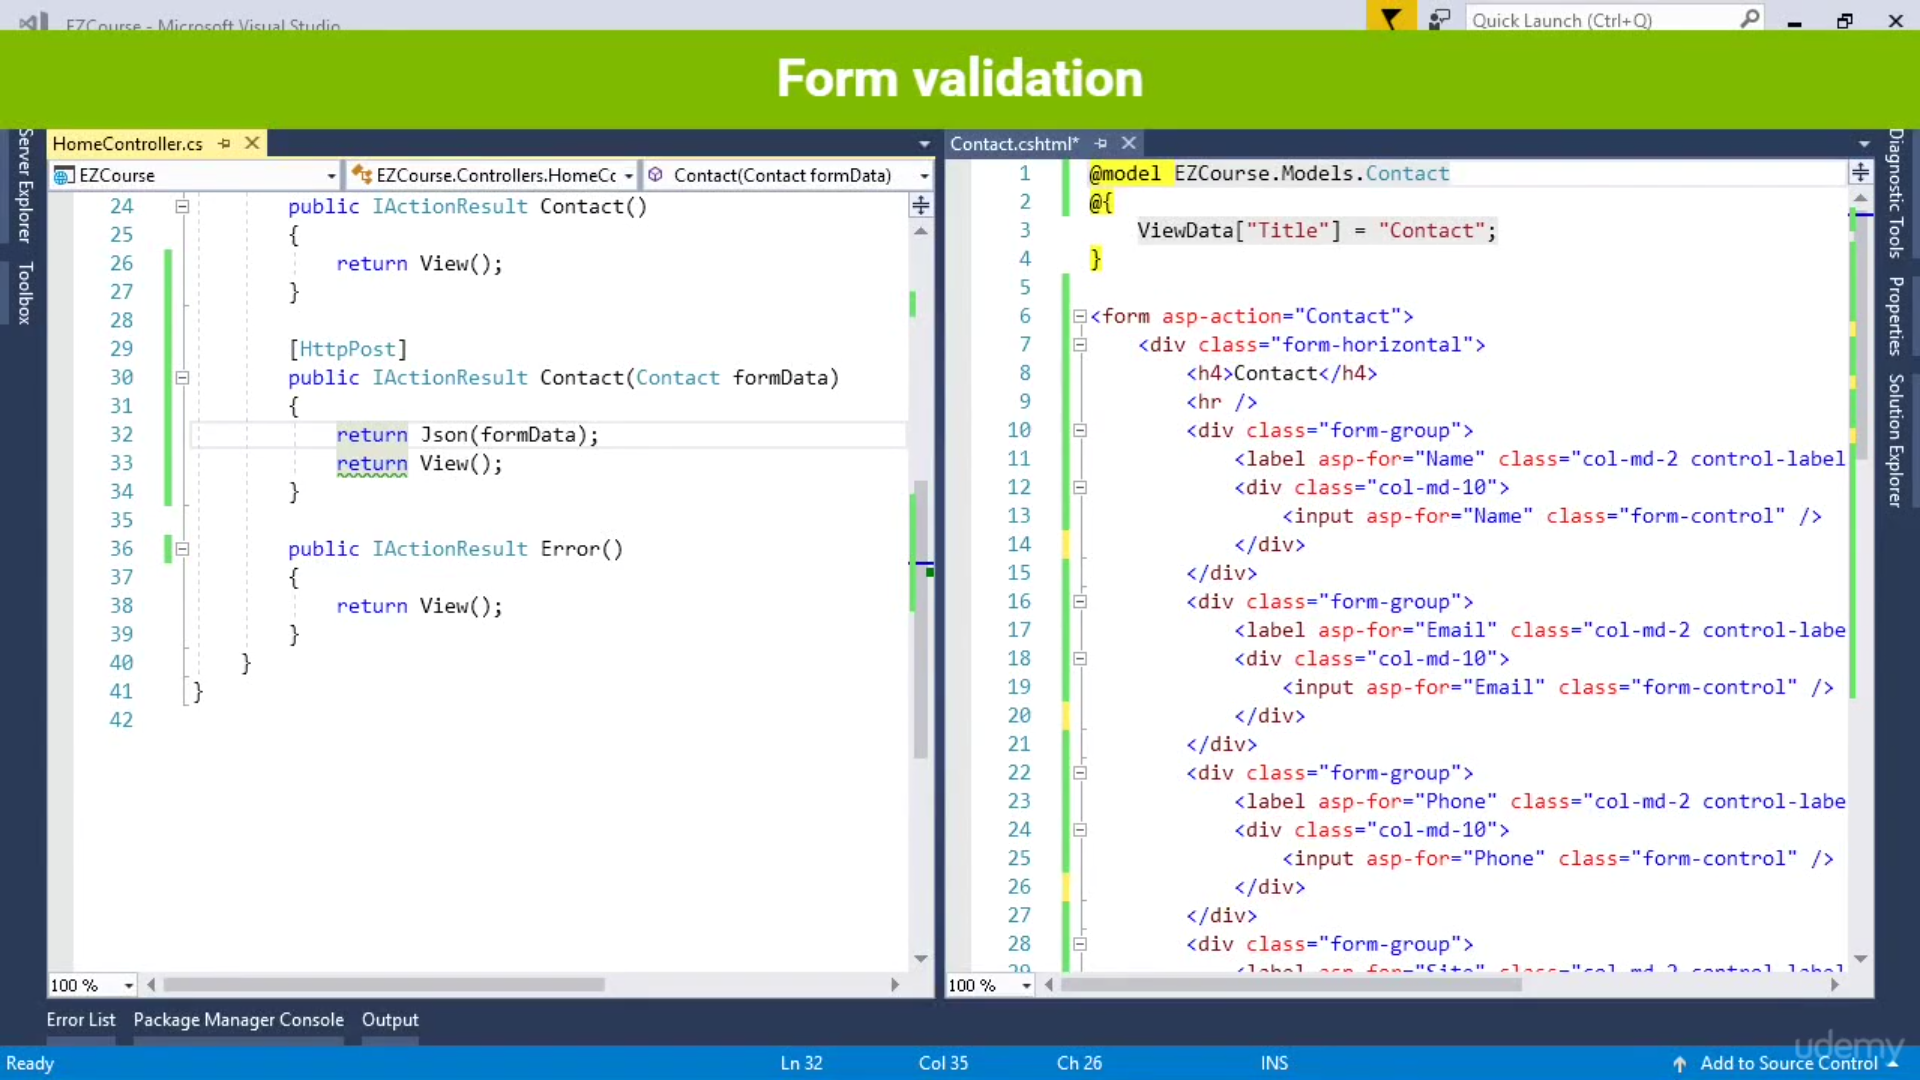 EZCourse - Microsoft Visual Studio
Quick Launch (Ctrl+Q)
Form validation
Server Explorer
Toolbox
HomeController.cs
EZCourse
EZCourse.Controllers.HomeCc
Contact(Contact formData)
24 public IActionResult Contact()
25 {
26 return View();
27 }
28
29 [HttpPost]
30 public IActionResult Contact(Contact formData)
31 {
32 return Json(formData);
33 return View();
34 }
35
36 public IActionResult Error()
37 {
38 return View();
39 }
40 }
41 }
42
100 %
Contact.cshtml*
1 @model EZCourse.Models.Contact
2 @{
3 ViewData["Title"] = "Contact";
4 }
5
6 <form asp-action="Contact">
7 <div class="form-horizontal">
8 <h4>Contact</h4>
9 <hr />
10 <div class="form-group">
11 <label asp-for="Name" class="col-md-2 control-label
12 <div class="col-md-10">
13 <input asp-for="Name" class="form-control" />
14 </div>
15 </div>
16 <div class="form-group">
17 <label asp-for="Email" class="col-md-2 control-labe
18 <div class="col-md-10">
19 <input asp-for="Email" class="form-control" />
20 </div>
21 </div>
22 <div class="form-group">
23 <label asp-for="Phone" class="col-md-2 control-labe
24 <div class="col-md-10">
25 <input asp-for="Phone" class="form-control" />
26 </div>
27 </div>
28 <div class="form-group">
29 <label asp-for="Site" class="col-md-2 control-label
100 %
Diagnostic Tools
Properties
Solution Explorer
Error List Package Manager Console Output
Ready Ln 32 Col 35 Ch 26 INS Add to Source Control
udemy